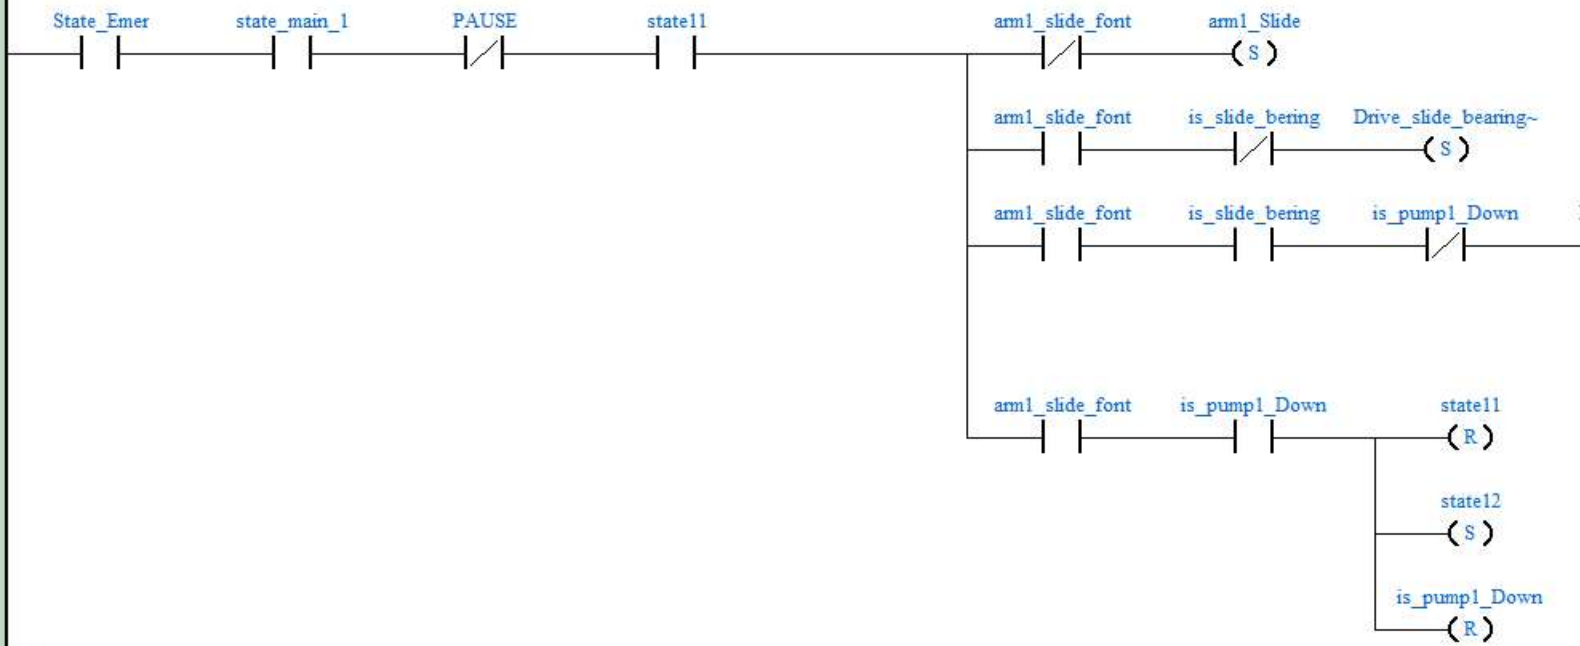 State_Emer state_main_1 PAUSE state11 arm1_slide_font arm1_Slide
S
arm1_slide_font is_slide_bering Drive_slide_bearing~
S
arm1_slide_font is_slide_bering is_pump1_Down
arm1_slide_font is_pump1_Down state11
R
state12
S
is_pump1_Down
R